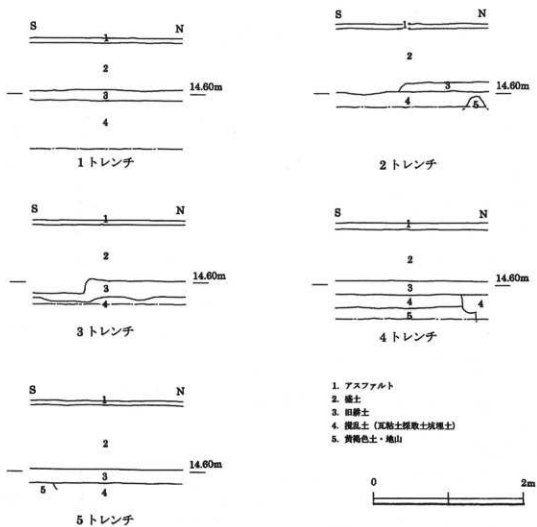 S N
1
2
14.60m
3
4
1トレンチ
S N
1
2
14.60m
3
4
5
2トレンチ
S N
1
2
14.60m
3
4
3トレンチ
S N
1
2
14.60m
3
4 4
5
4トレンチ
S N
1
2
14.60m
3
5 4
5トレンチ
1. アスファルト
2. 盛土
3. 旧耕土
4. 攪乱土(瓦粘土採取土坑埋土)
5. 黄褐色土・地山
0 2m